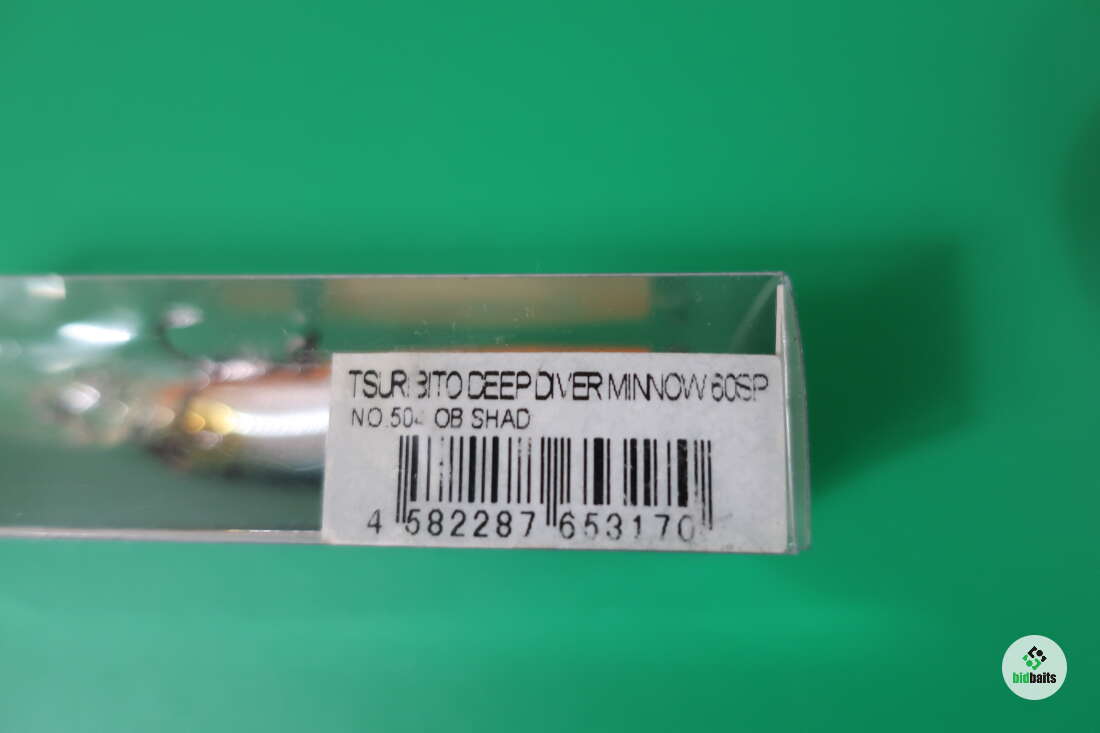 TSURIBITO DEEP DIVER MINNOW 60SP
NO.504 OB SHAD
4 582287 653170
bidbaits